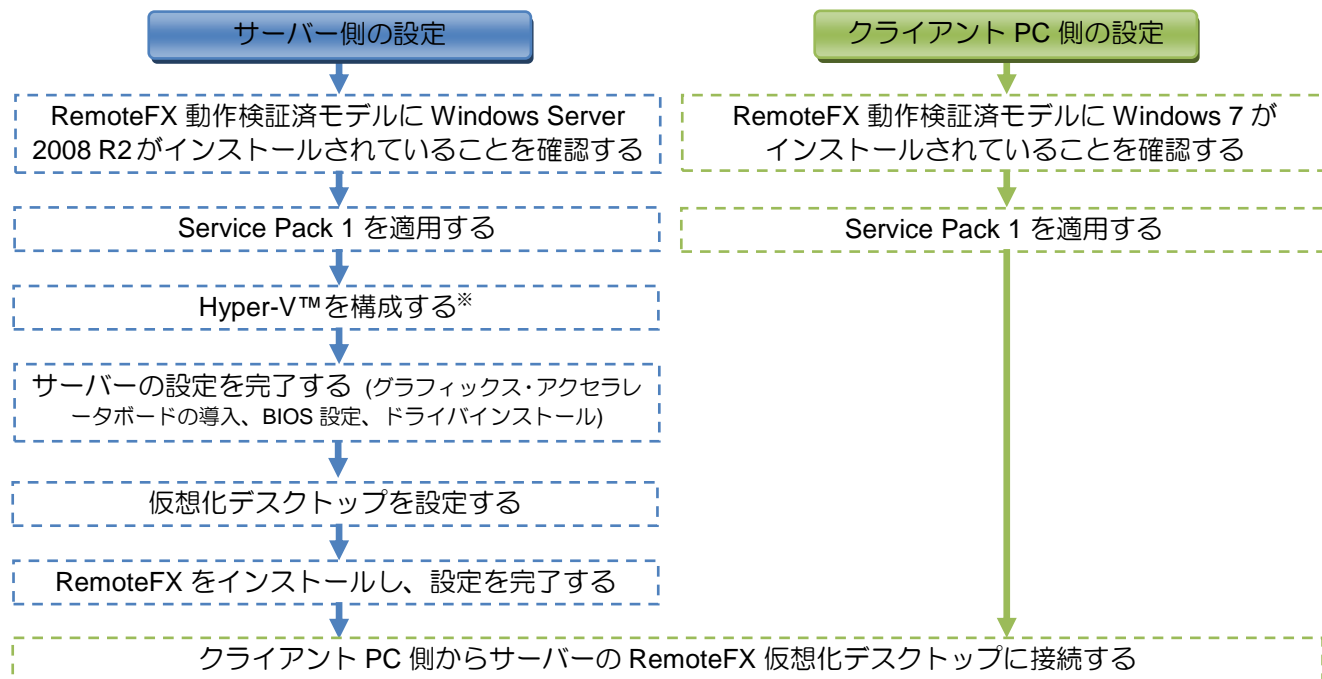 サーバー側の設定
RemoteFX 動作検証済モデルに Windows Server
2008 R2 がインストールされていることを確認する
Service Pack 1 を適用する
Hyper-V™を構成する※
サーバーの設定を完了する (グラフィックス・アクセラレ
ータボードの導入、BIOS 設定、ドライバインストール)
仮想化デスクトップを設定する
RemoteFX をインストールし、設定を完了する
クライアント PC 側の設定
RemoteFX 動作検証済モデルに Windows 7 が
インストールされていることを確認する
Service Pack 1 を適用する
クライアント PC 側からサーバーの RemoteFX 仮想化デスクトップに接続する